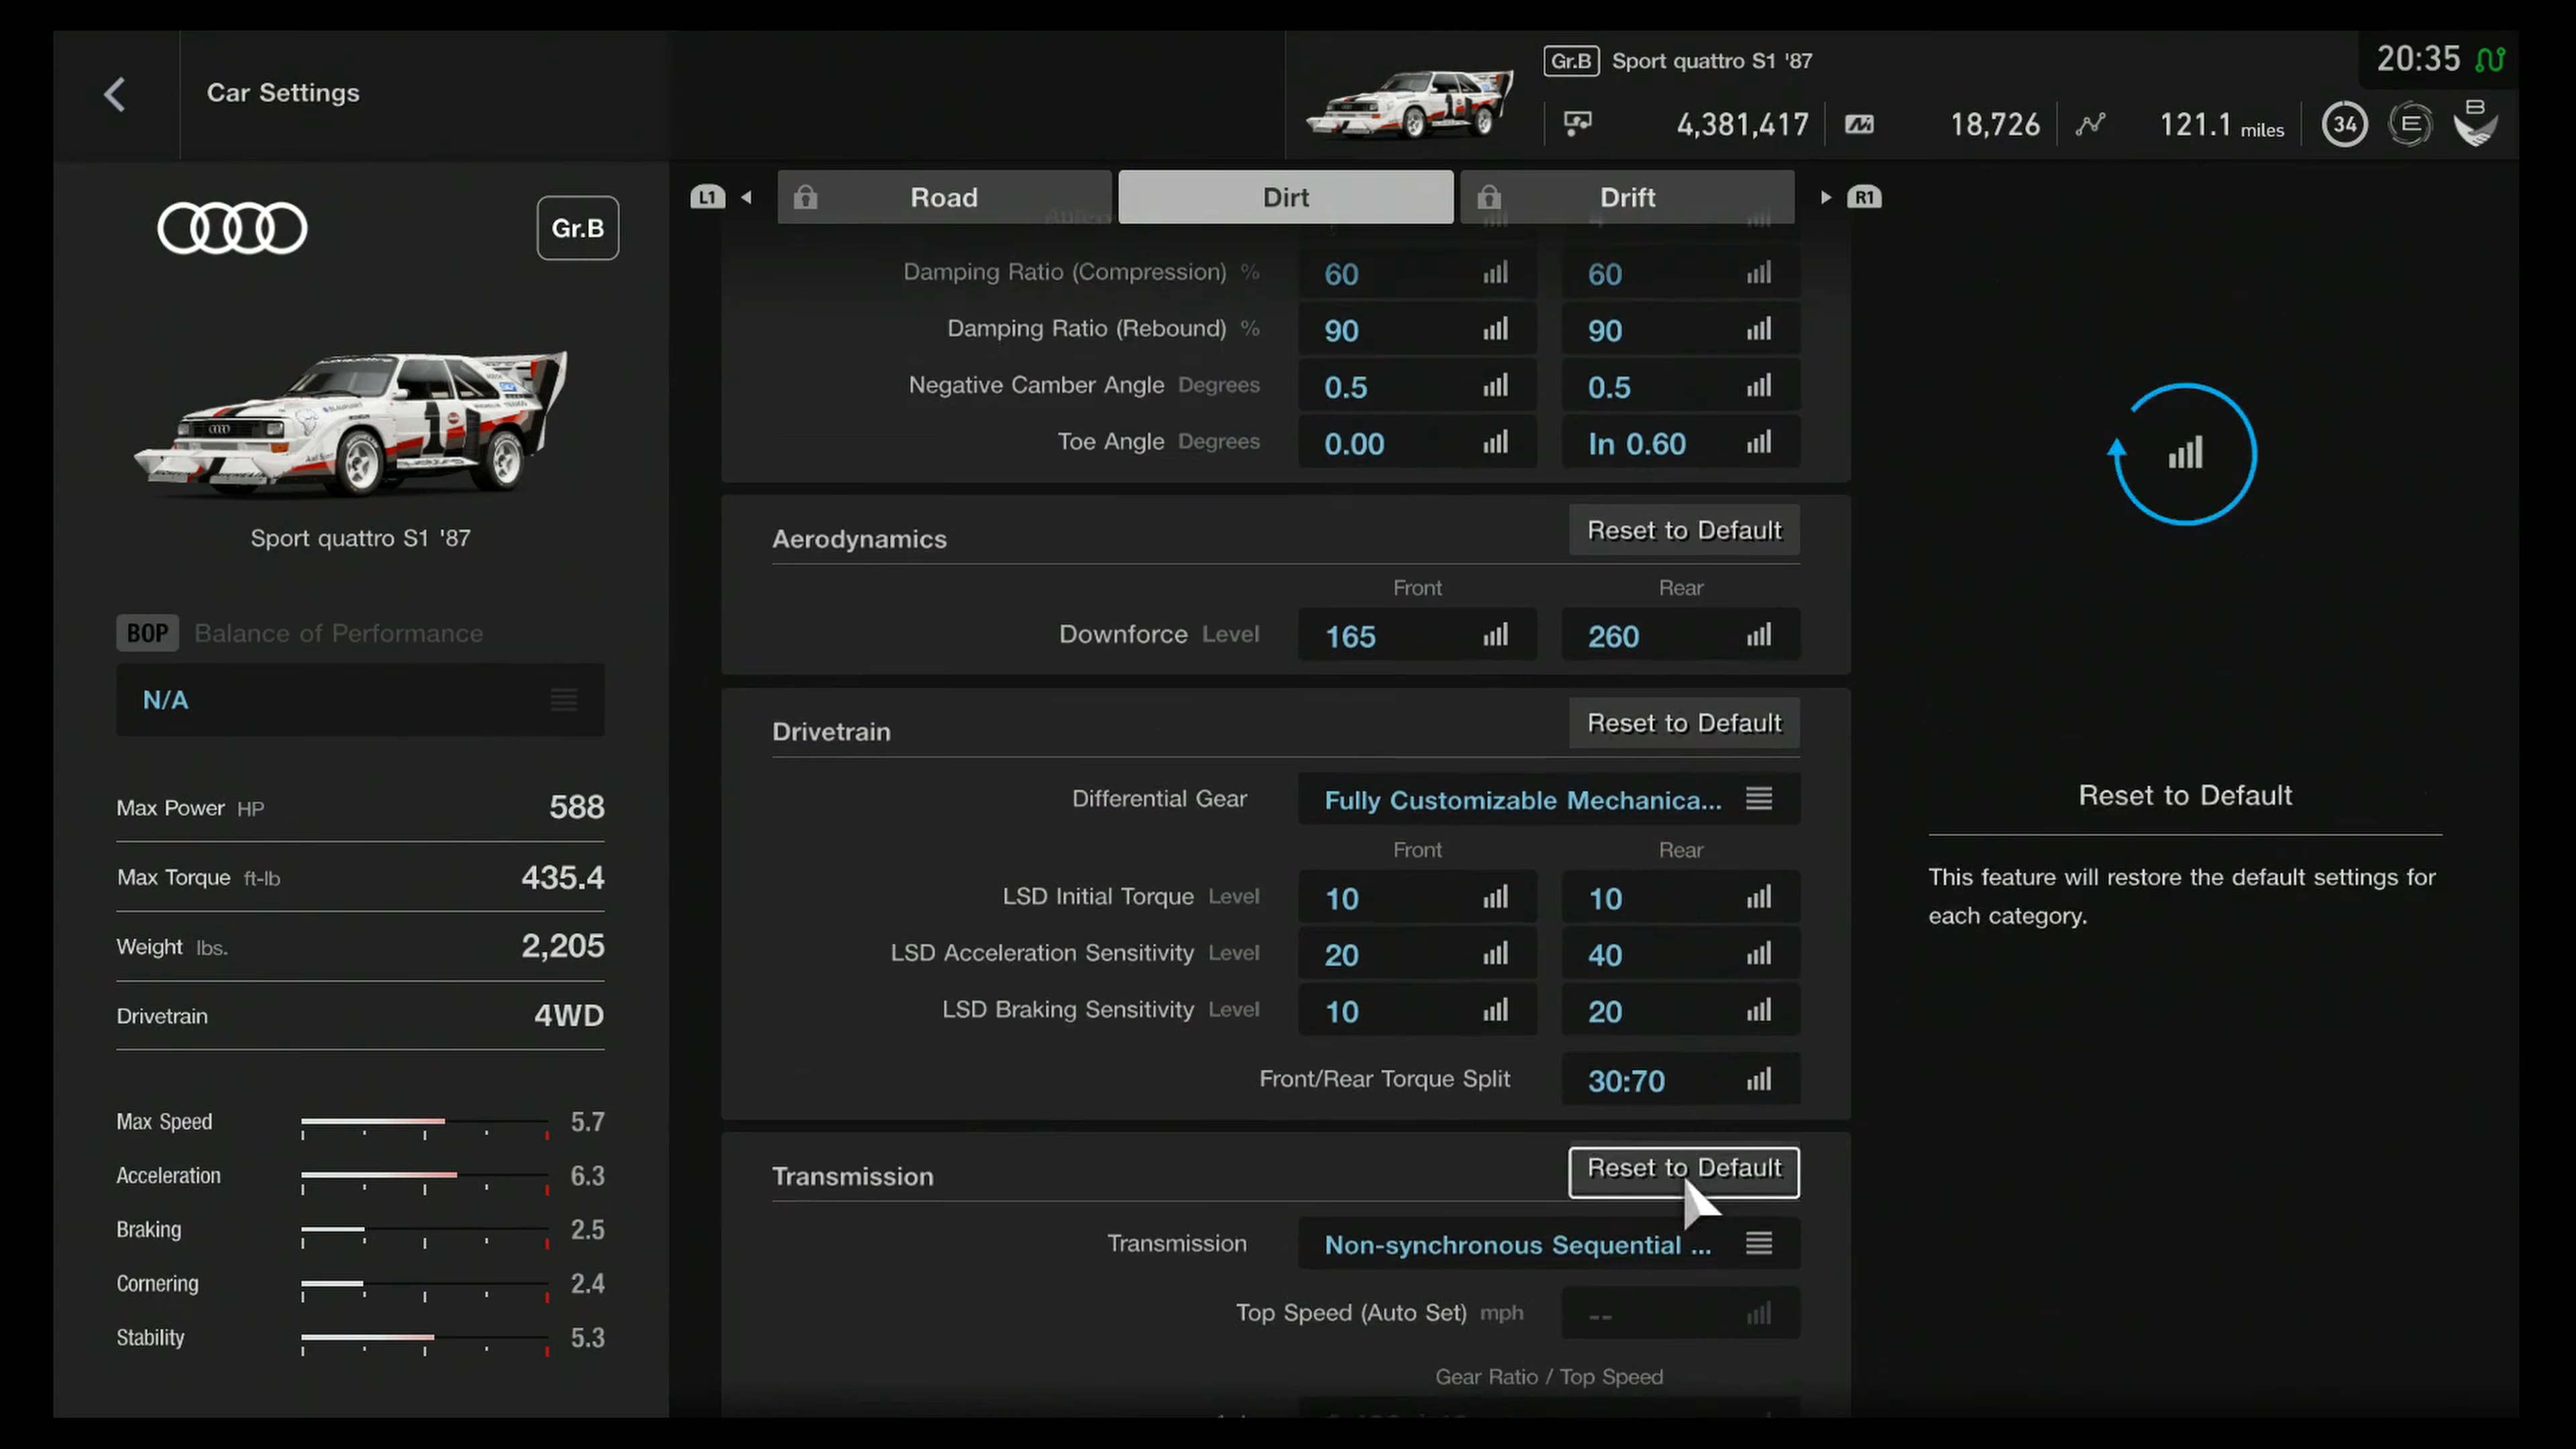 Car Settings
Gr.B Sport quattro S1 '87
20:35
4,381,417 18,726 121.1 miles 34 E B
L1 Road Dirt Drift R1
Gr.B
Sport quattro S1 '87
BOP Balance of Performance
N/A
Max Power HP 588
Max Torque ft-lb 435.4
Weight lbs. 2,205
Drivetrain 4WD
Max Speed 5.7
Acceleration 6.3
Braking 2.5
Cornering 2.4
Stability 5.3
Damping Ratio (Compression) % 60 60
Damping Ratio (Rebound) % 90 90
Negative Camber Angle Degrees 0.5 0.5
Toe Angle Degrees 0.00 In 0.60
Aerodynamics Reset to Default
Front Rear
Downforce Level 165 260
Drivetrain Reset to Default
Differential Gear Fully Customizable Mechanica...
Front Rear
LSD Initial Torque Level 10 10
LSD Acceleration Sensitivity Level 20 40
LSD Braking Sensitivity Level 10 20
Front/Rear Torque Split 30:70
Transmission Reset to Default
Transmission Non-synchronous Sequential ...
Top Speed (Auto Set) mph --
Gear Ratio / Top Speed
Reset to Default
This feature will restore the default settings for
each category.